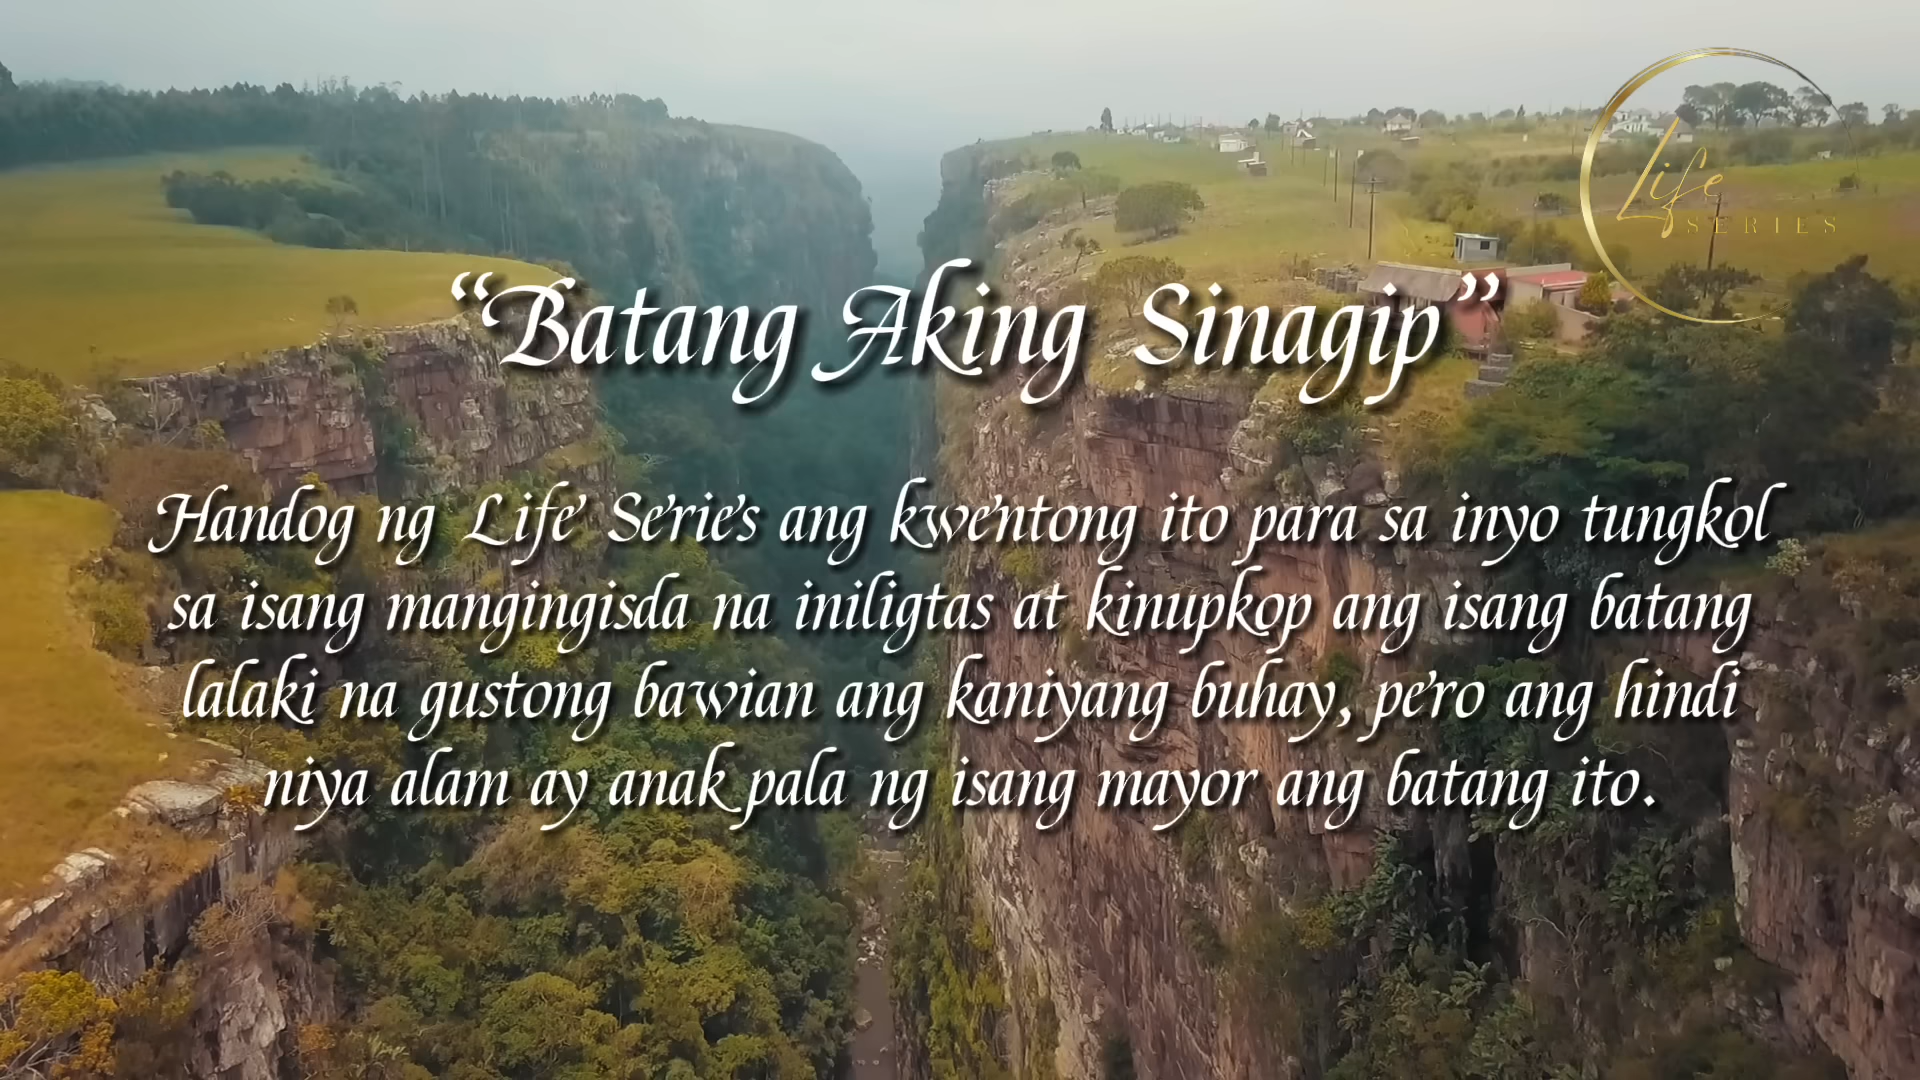 Life
SERIES
“Batang Aking Sinagip”
Handog ng Life Series ang kwentong ito para sa inyo tungkol
sa isang mangingisda na iniligtas at kinupkop ang isang batang
lalaki na gustong bawian ang kaniyang buhay, pero ang hindi
niya alam ay anak pala ng isang mayor ang batang ito.